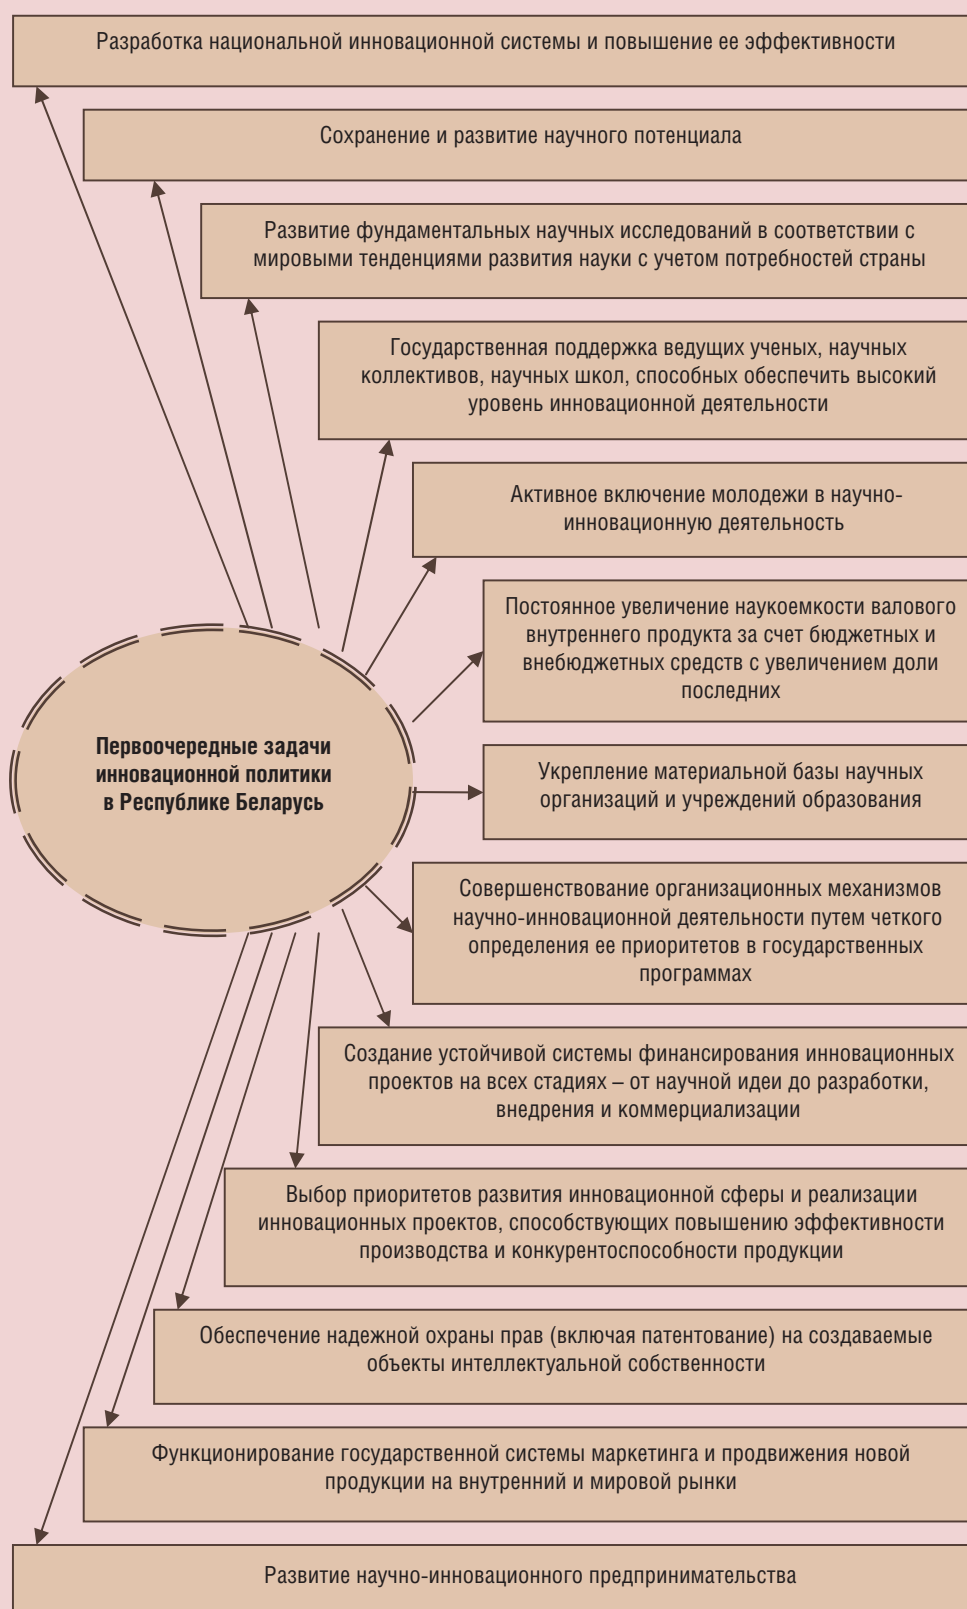 Разработка национальной инновационной системы и повышение ее эффективности
Сохранение и развитие научного потенциала
Развитие фундаментальных научных исследований в соответствии с
мировыми тенденциями развития науки с учетом потребностей страны
Государственная поддержка ведущих ученых, научных
коллективов, научных школ, способных обеспечить высокий
уровень инновационной деятельности
Активное включение молодежи в научно-
инновационную деятельность
Постоянное увеличение наукоемкости валового
внутреннего продукта за счет бюджетных и
внебюджетных средств с увеличением доли
последних
Первоочередные задачи
инновационной политики
в Республике Беларусь
Укрепление материальной базы научных
организаций и учреждений образования
Совершенствование организационных механизмов
научно-инновационной деятельности путем четкого
определения ее приоритетов в государственных
программах
Создание устойчивой системы финансирования инновационных
проектов на всех стадиях – от научной идеи до разработки,
внедрения и коммерциализации
Выбор приоритетов развития инновационной сферы и реализации
инновационных проектов, способствующих повышению эффективности
производства и конкурентоспособности продукции
Обеспечение надежной охраны прав (включая патентование) на создаваемые
объекты интеллектуальной собственности
Функционирование государственной системы маркетинга и продвижения новой
продукции на внутренний и мировой рынки
Развитие научно-инновационного предпринимательства